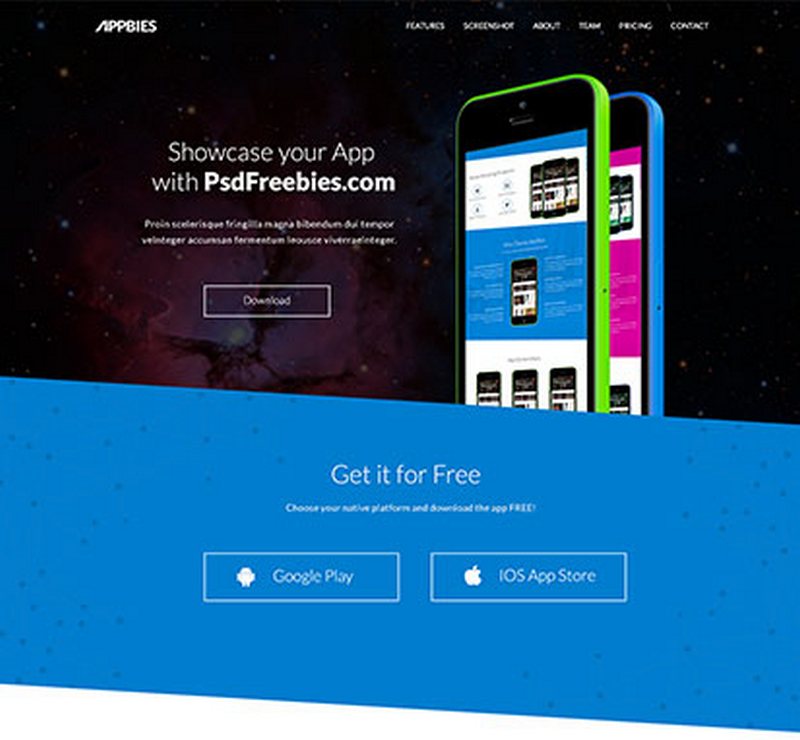 APPBIES
FEATURES SCREENSHOT ABOUT TEAM PRICING CONTACT
Showcase your App
with PsdFreebies.com
Proin scelerisque fringilla magna bibendum dui tempor
veinteger accumsan fermentum leousce viverraeinteger.
Download
Get it for Free
Choose your native platform and download the app FREE!
Google Play
IOS App Store